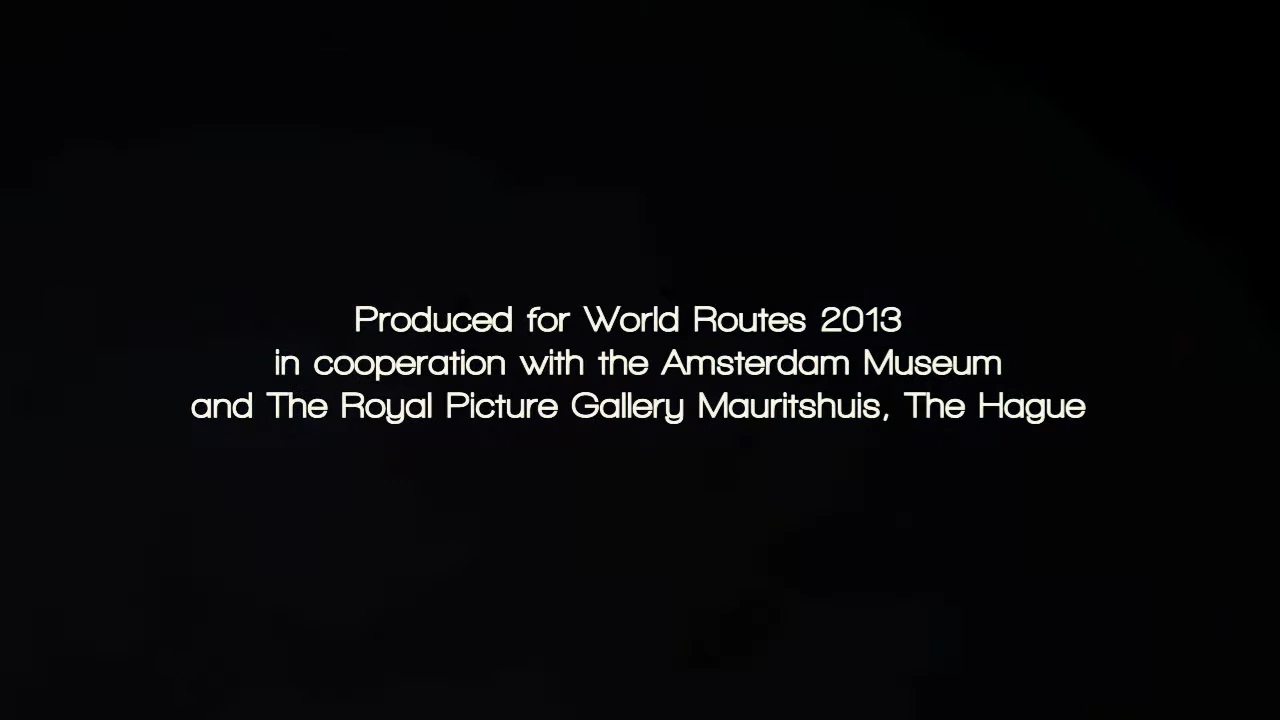 Produced for World Routes 2013
in cooperation with the Amsterdam Museum
and The Royal Picture Gallery Mauritshuis, The Hague